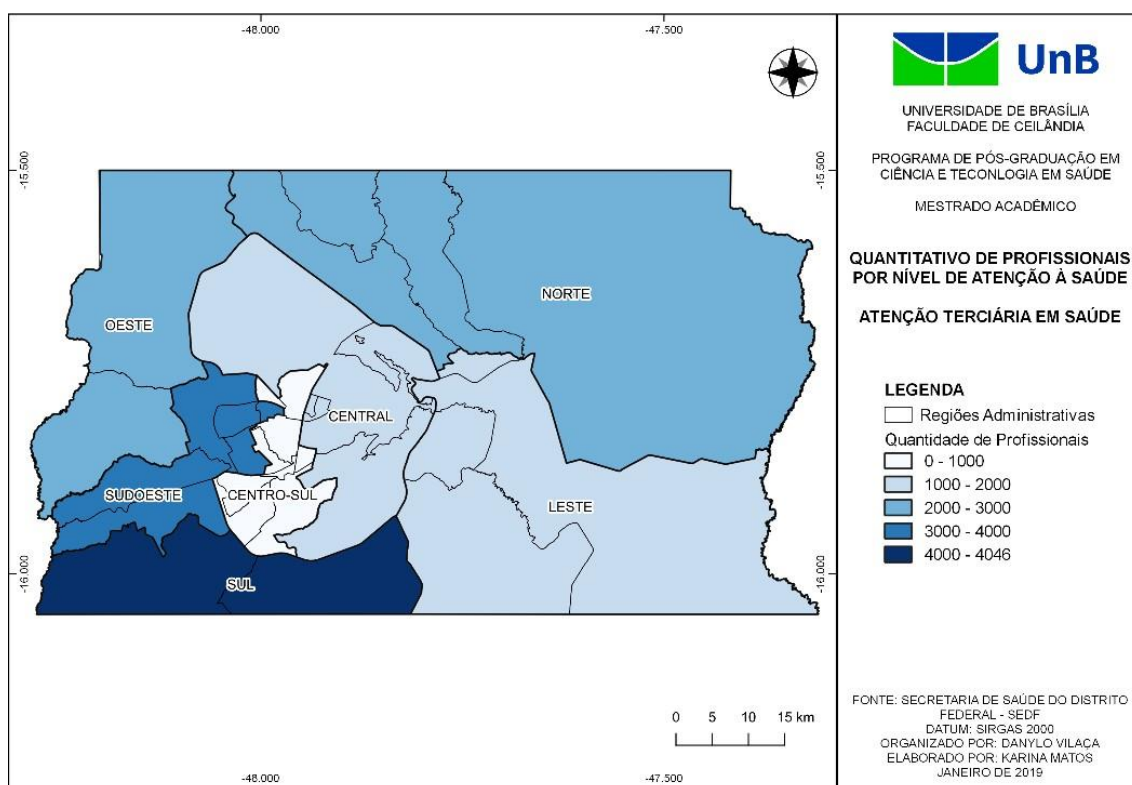 -48.000
-47.500
-15.500
-15.500
OESTE
NORTE
CENTRAL
SUDOESTE
CENTRO-SUL
LESTE
SUL
-16.000
-16.000
0 5 10 15 km
-48.000
-47.500
UnB
UNIVERSIDADE DE BRASÍLIA
FACULDADE DE CEILÂNDIA
PROGRAMA DE PÓS-GRADUAÇÃO EM
CIÊNCIA E TECONLOGIA EM SAÚDE
MESTRADO ACADÊMICO
QUANTITATIVO DE PROFISSIONAIS
POR NÍVEL DE ATENÇÃO À SAÚDE
ATENÇÃO TERCIÁRIA EM SAÚDE
LEGENDA
Regiões Administrativas
Quantidade de Profissionais
0 - 1000
1000 - 2000
2000 - 3000
3000 - 4000
4000 - 4046
FONTE: SECRETARIA DE SAÚDE DO DISTRITO
FEDERAL - SEDF
DATUM: SIRGAS 2000
ORGANIZADO POR: DANYLO VILAÇA
ELABORADO POR: KARINA MATOS
JANEIRO DE 2019